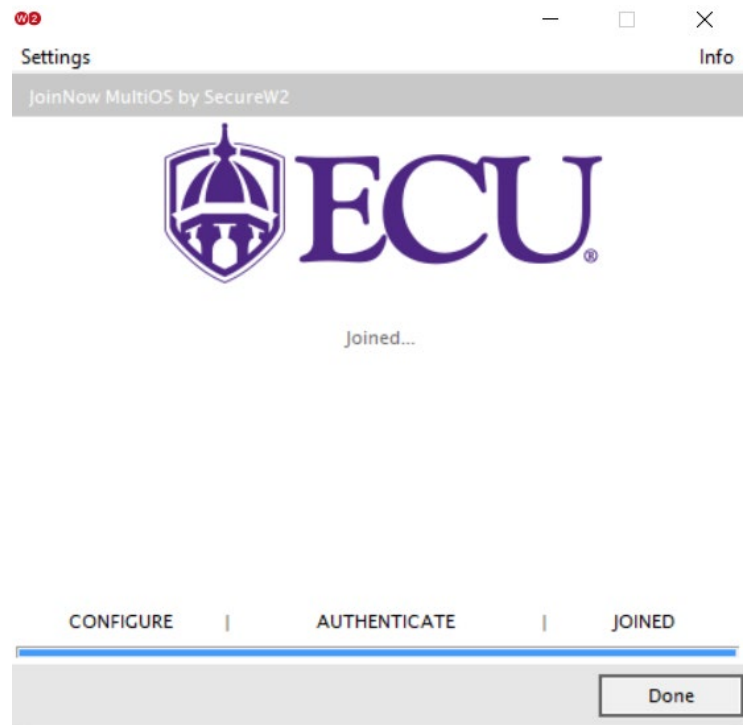 W2
Settings Info
JoinNow MultiOS by SecureW2
ECU®
Joined...
CONFIGURE | AUTHENTICATE | JOINED
Done